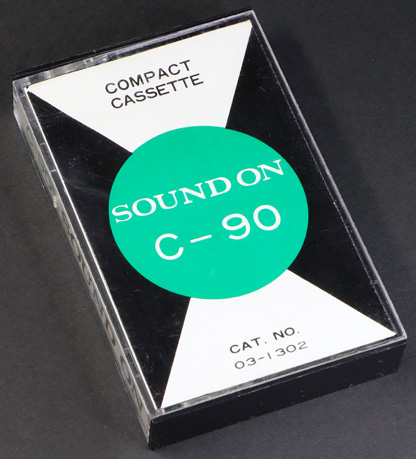 COMPACT
CASSETTE
SOUND ON
C-90
CAT. NO.
03-1302